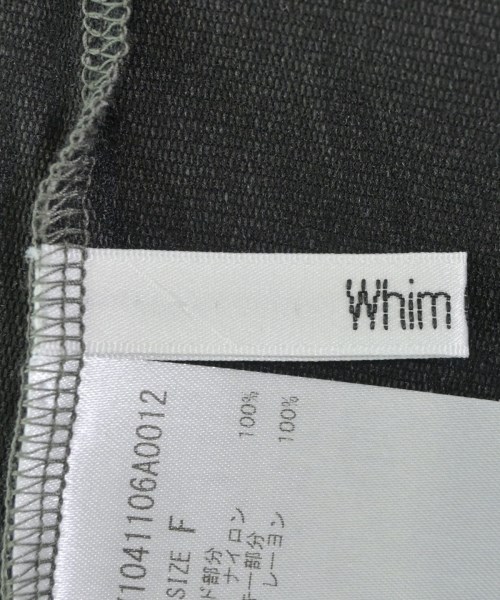 Whim
1041106A0012
SIZE F
ド部分
ナイロン 100%
ー部分
レーヨン 100%